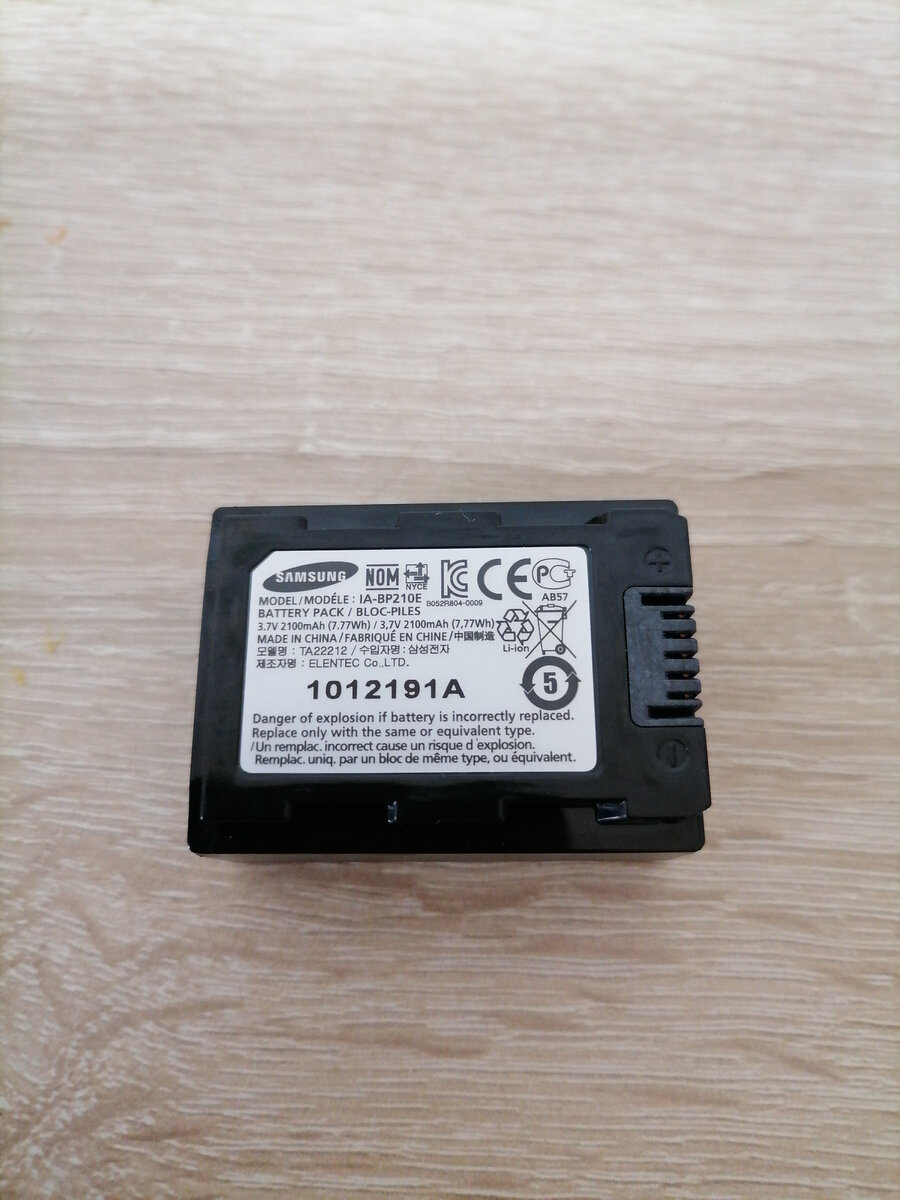 SAMSUNG NOM NYCE
B052R804-0009
AB57
MODEL/MODÉLE : IA-BP210E
BATTERY PACK / BLOC-PILES
3.7V 2100mAh (7.77Wh) / 3,7V 2100mAh (7,77Wh)
MADE IN CHINA/FABRIQUÉ EN CHINE/中国制造
Li-ion
모델명 : TA22212 / 수입자명 : 삼성전자
제조자명 : ELENTEC Co.,LTD.
5
1012191A
Danger of explosion if battery is incorrectly replaced.
Replace only with the same or equivalent type.
/Un remplac. incorrect cause un risque d'explosion.
Remplac. uniq. par un bloc de même type, ou équivalent.
+
−